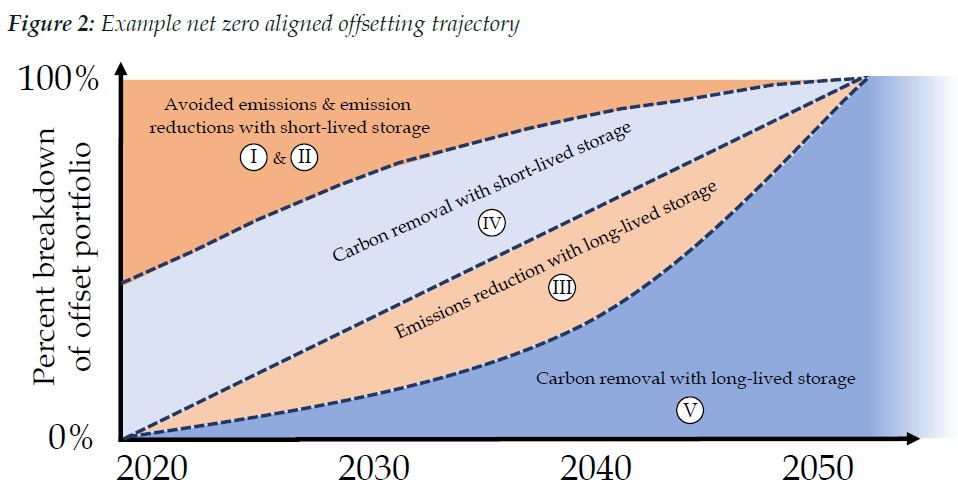 Figure 2: Example net zero aligned offsetting trajectory
100%
Avoided emissions & emission
reductions with short-lived storage
I & II
Carbon removal with short-lived storage
IV
Emissions reduction with long-lived storage
III
Carbon removal with long-lived storage
V
Percent breakdown
of offset portfolio
0%
2020 2030 2040 2050